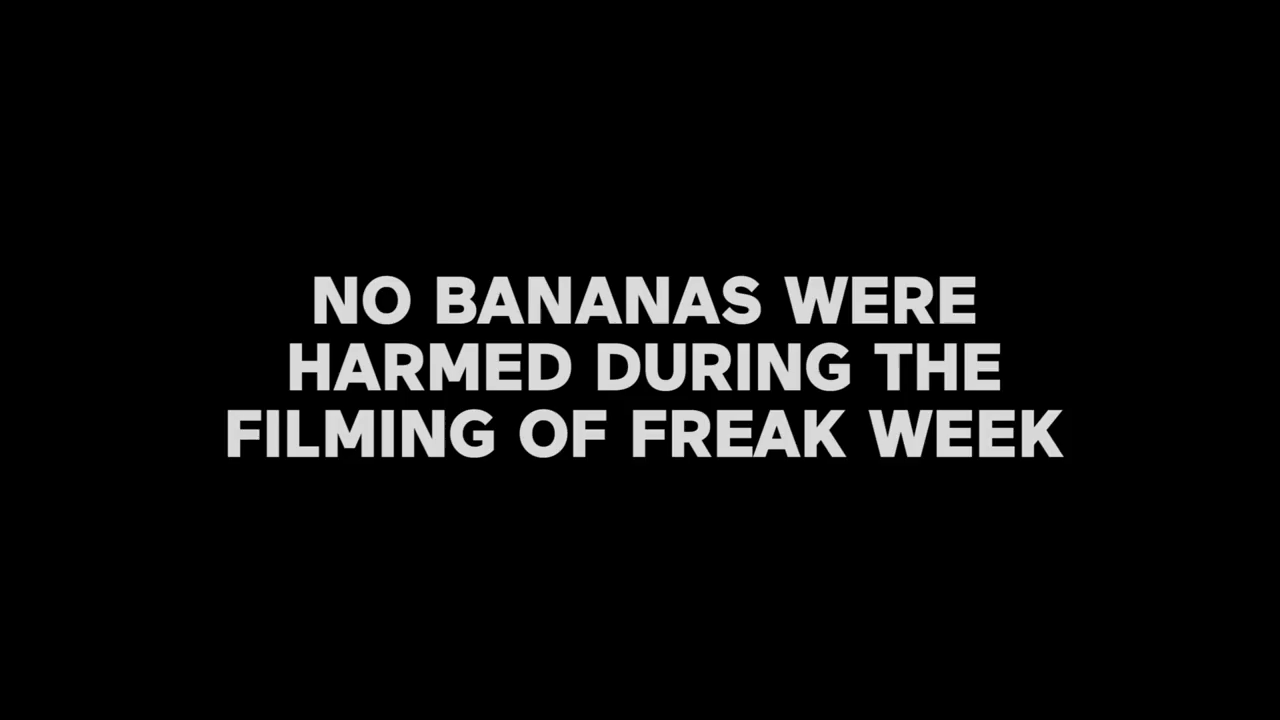 NO BANANAS WERE
HARMED DURING THE
FILMING OF FREAK WEEK